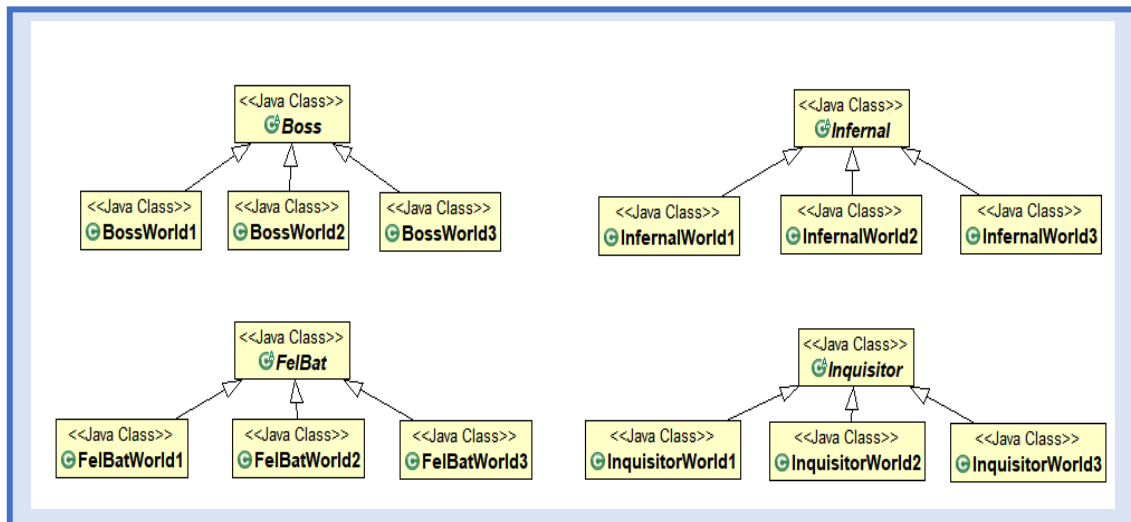 <<Java Class>>
Boss
<<Java Class>>
BossWorld1
<<Java Class>>
BossWorld2
<<Java Class>>
BossWorld3
<<Java Class>>
Infernal
<<Java Class>>
InfernalWorld1
<<Java Class>>
InfernalWorld2
<<Java Class>>
InfernalWorld3
<<Java Class>>
FelBat
<<Java Class>>
FelBatWorld1
<<Java Class>>
FelBatWorld2
<<Java Class>>
FelBatWorld3
<<Java Class>>
Inquisitor
<<Java Class>>
InquisitorWorld1
<<Java Class>>
InquisitorWorld2
<<Java Class>>
InquisitorWorld3